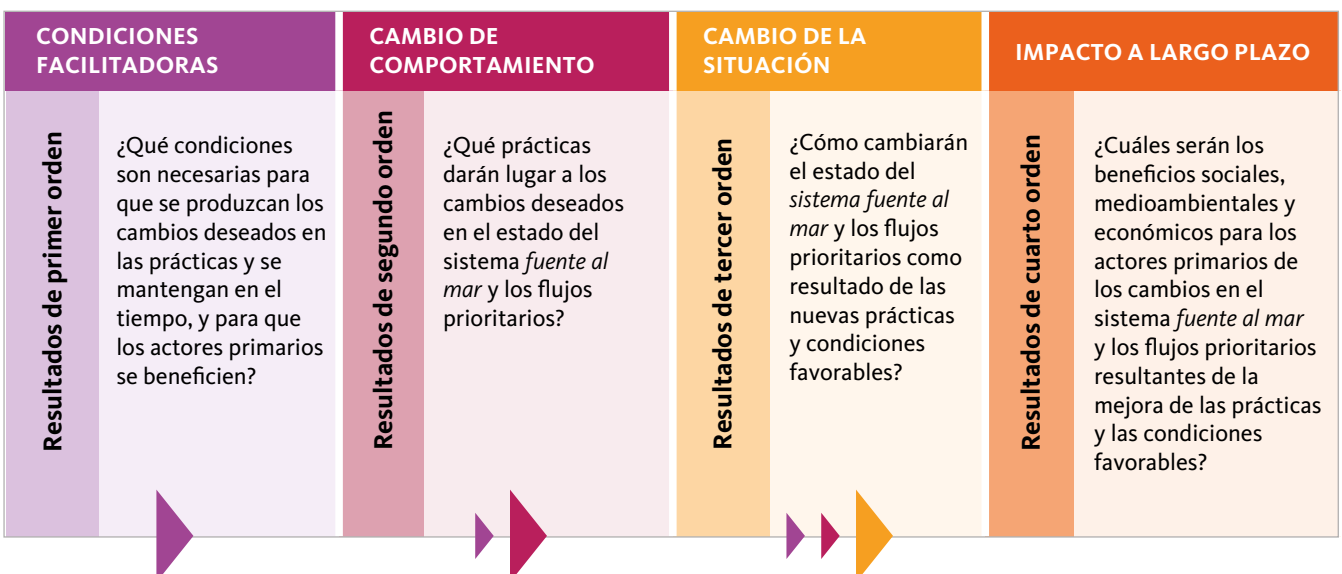 CONDICIONES
FACILITADORAS
Resultados de primer orden
¿Qué condiciones
son necesarias para
que se produzcan los
cambios deseados en
las prácticas y se
mantengan en el
tiempo, y para que
los actores primarios
se beneficien?
CAMBIO DE
COMPORTAMIENTO
Resultados de segundo orden
¿Qué prácticas
darán lugar a los
cambios deseados
en el estado del
sistema fuente al
mar y los flujos
prioritarios?
CAMBIO DE LA
SITUACIÓN
Resultados de tercer orden
¿Cómo cambiarán
el estado del
sistema fuente al
mar y los flujos
prioritarios como
resultado de las
nuevas prácticas
y condiciones
favorables?
IMPACTO A LARGO PLAZO
Resultados de cuarto orden
¿Cuáles serán los
beneficios sociales,
medioambientales y
económicos para los
actores primarios de
los cambios en el
sistema fuente al mar
y los flujos prioritarios
resultantes de la
mejora de las prácticas
y las condiciones
favorables?